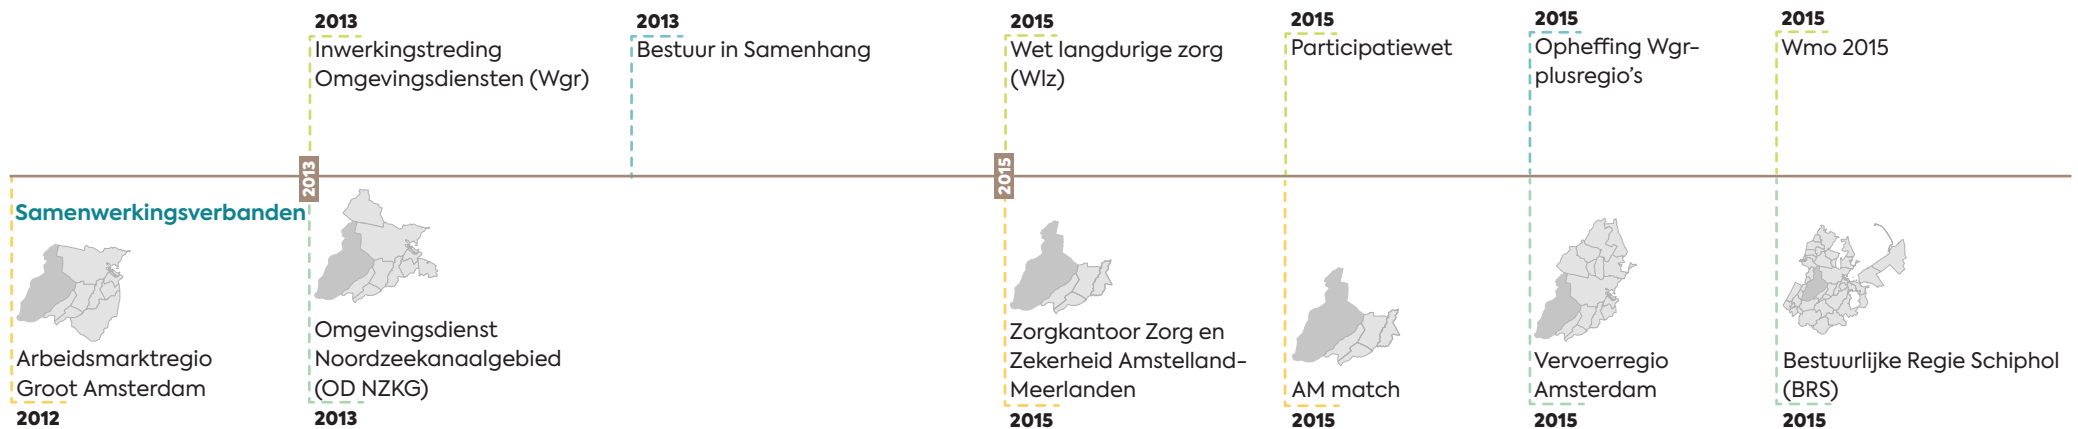 2013
Inwerkingstreding
Omgevingsdiensten (Wgr)
2013
Bestuur in Samenhang
2015
Wet langdurige zorg
(Wlz)
2015
Participatiewet
2015
Opheffing Wgr-
plusregio's
2015
Wmo 2015
2013
2015
Samenwerkingsverbanden
Arbeidsmarktregio
Groot Amsterdam
2012
Omgevingsdienst
Noordzeekanaalgebied
(OD NZKG)
2013
Zorgkantoor Zorg en
Zekerheid Amstelland-
Meerlanden
2015
AM match
2015
Vervoerregio
Amsterdam
2015
Bestuurlijke Regie Schiphol
(BRS)
2015